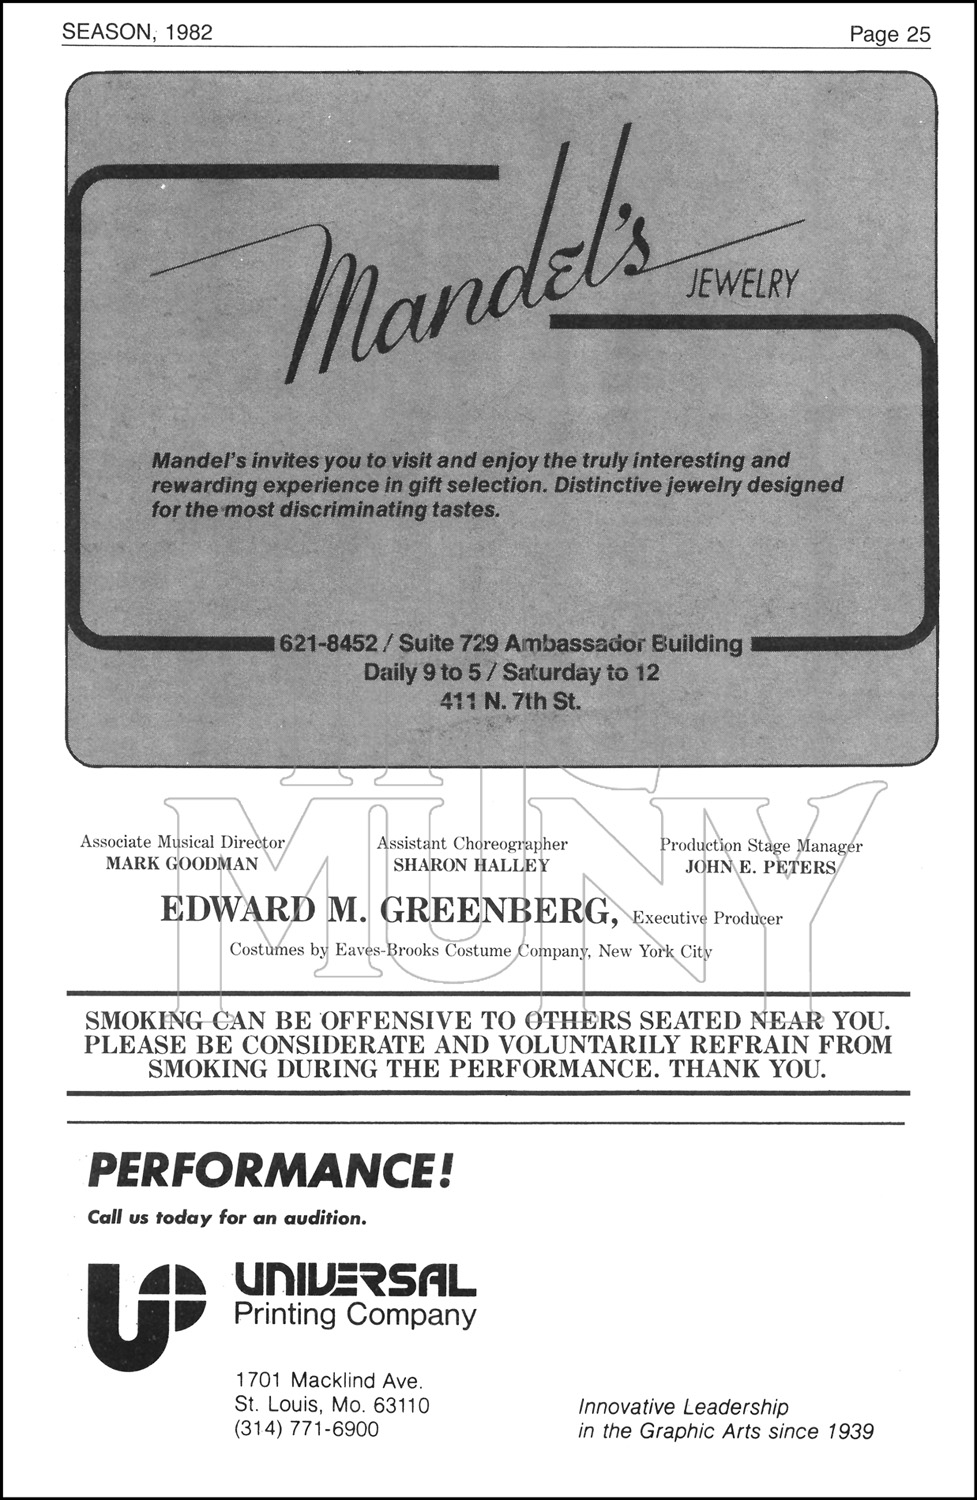 SEASON, 1982
Page 25
Mandel's
JEWELRY
Mandel's invites you to visit and enjoy the truly interesting and
rewarding experience in gift selection. Distinctive jewelry designed
for the most discriminating tastes.
621-8452 / Suite 729 Ambassador Building
Daily 9 to 5 / Saturday to 12
411 N. 7th St.
THE
MUNY
Associate Musical Director
MARK GOODMAN
Assistant Choreographer
SHARON HALLEY
Production Stage Manager
JOHN E. PETERS
EDWARD M. GREENBERG, Executive Producer
Costumes by Eaves-Brooks Costume Company, New York City
SMOKING CAN BE OFFENSIVE TO OTHERS SEATED NEAR YOU.
PLEASE BE CONSIDERATE AND VOLUNTARILY REFRAIN FROM
SMOKING DURING THE PERFORMANCE. THANK YOU.
PERFORMANCE!
Call us today for an audition.
UP
UNIVERSAL
Printing Company
1701 Macklind Ave.
St. Louis, Mo. 63110
(314) 771-6900
Innovative Leadership
in the Graphic Arts since 1939